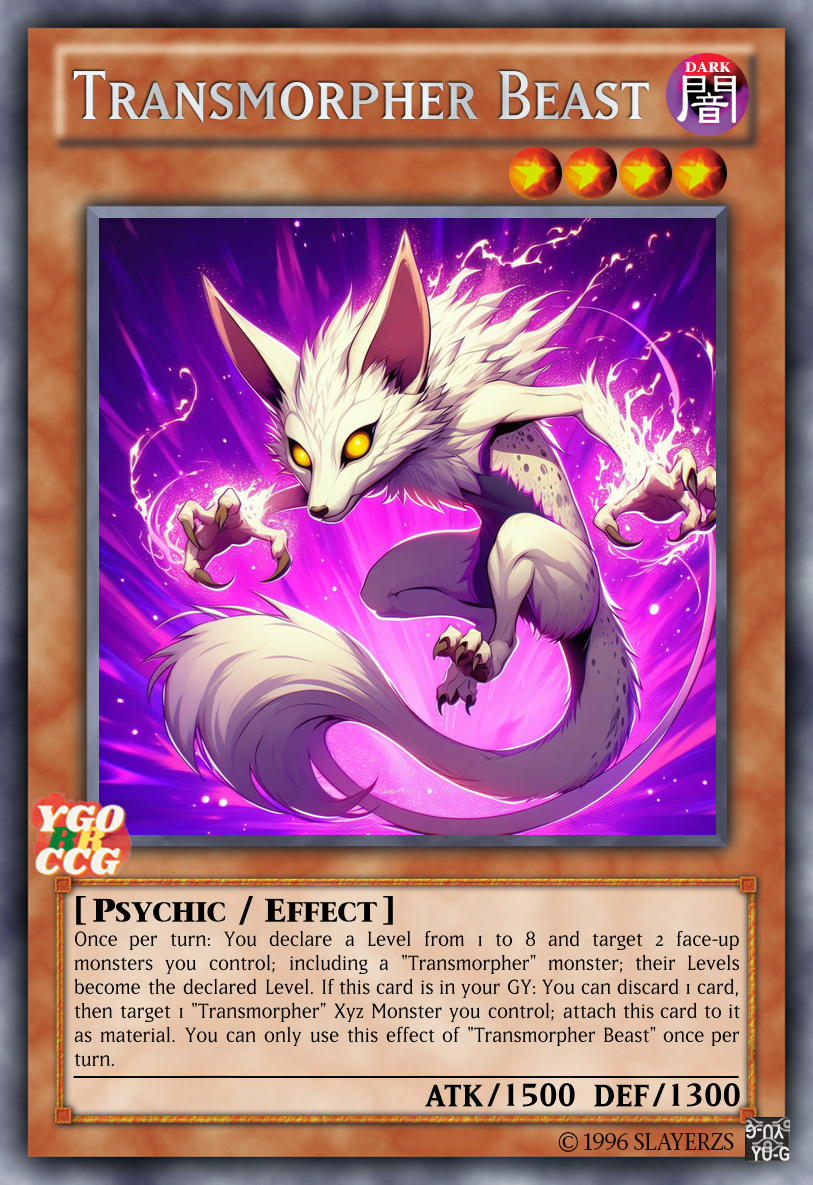 Transmorpher Beast
DARK
闇
YGO
RR
CCG
[ Psychic / Effect ]
Once per turn: You declare a Level from 1 to 8 and target 2 face-up
monsters you control; including a "Transmorpher" monster; their Levels
become the declared Level. If this card is in your GY: You can discard 1 card,
then target 1 "Transmorpher" Xyz Monster you control; attach this card to it
as material. You can only use this effect of "Transmorpher Beast" once per
turn.
ATK/1500 DEF/1300
© 1996 SLAYERZS
YU-G
YU-G